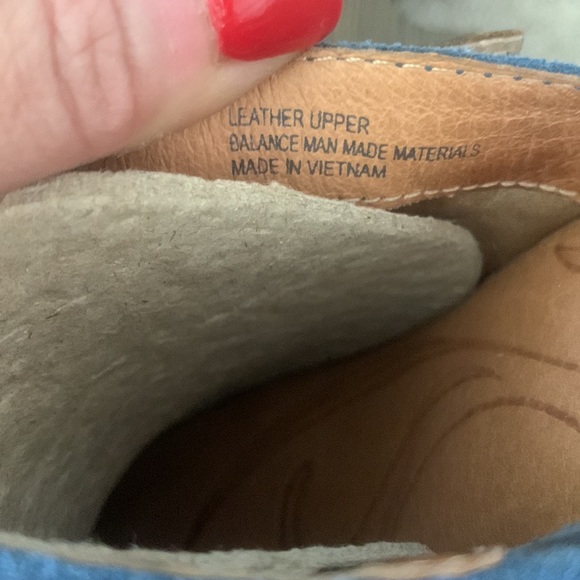 LEATHER UPPER
BALANCE MAN MADE MATERIALS
MADE IN VIETNAM